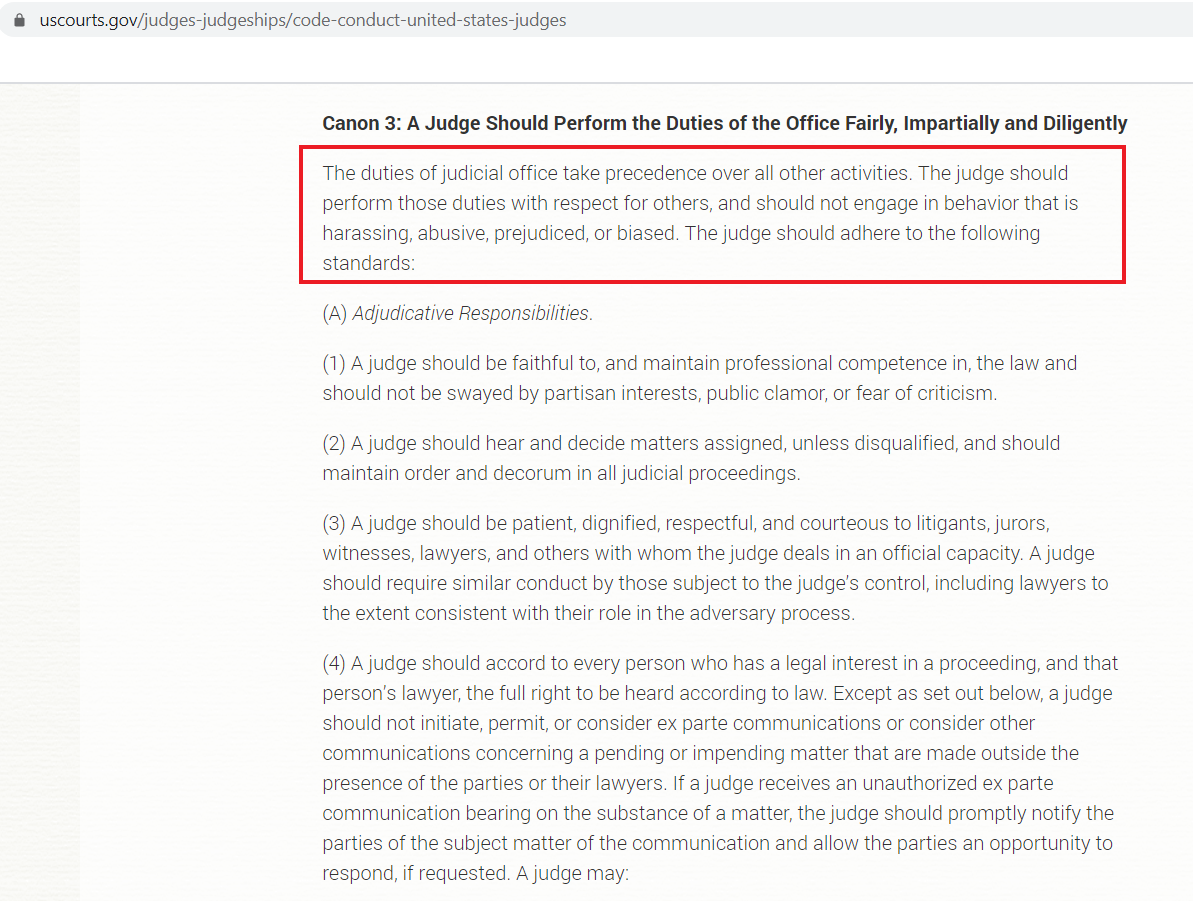 uscourts.gov/judges-judgeships/code-conduct-united-states-judges
Canon 3: A Judge Should Perform the Duties of the Office Fairly, Impartially and Diligently
The duties of judicial office take precedence over all other activities. The judge should
perform those duties with respect for others, and should not engage in behavior that is
harassing, abusive, prejudiced, or biased. The judge should adhere to the following
standards:
(A) Adjudicative Responsibilities.
(1) A judge should be faithful to, and maintain professional competence in, the law and
should not be swayed by partisan interests, public clamor, or fear of criticism.
(2) A judge should hear and decide matters assigned, unless disqualified, and should
maintain order and decorum in all judicial proceedings.
(3) A judge should be patient, dignified, respectful, and courteous to litigants, jurors,
witnesses, lawyers, and others with whom the judge deals in an official capacity. A judge
should require similar conduct by those subject to the judge’s control, including lawyers to
the extent consistent with their role in the adversary process.
(4) A judge should accord to every person who has a legal interest in a proceeding, and that
person’s lawyer, the full right to be heard according to law. Except as set out below, a judge
should not initiate, permit, or consider ex parte communications or consider other
communications concerning a pending or impending matter that are made outside the
presence of the parties or their lawyers. If a judge receives an unauthorized ex parte
communication bearing on the substance of a matter, the judge should promptly notify the
parties of the subject matter of the communication and allow the parties an opportunity to
respond, if requested. A judge may: